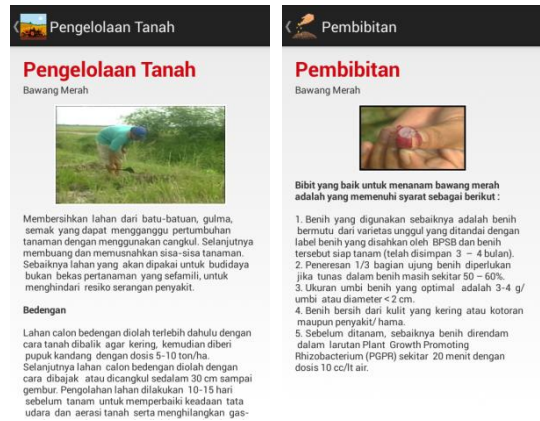 Pengelolaan Tanah
Pengelolaan Tanah
Bawang Merah
Membersihkan lahan dari batu-batuan, gulma,
semak yang dapat mengganggu pertumbuhan
tanaman dengan menggunakan cangkul. Selanjutnya
membuang dan memusnahkan sisa-sisa tanaman.
Sebaiknya lahan yang akan dipakai untuk budidaya
bukan bekas pertanaman yang sefamili, untuk
menghindari resiko serangan penyakit.
Bedengan
Lahan calon bedengan diolah terlebih dahulu dengan
cara tanah dibalik agar kering, kemudian diberi
pupuk kandang dengan dosis 5-10 ton/ha.
Selanjutnya lahan calon bedengan diolah dengan
cara dibajak atau dicangkul sedalam 30 cm sampai
gembur. Pengolahan lahan dilakukan 10-15 hari
sebelum tanam untuk memperbaiki keadaan tata
udara dan aerasi tanah serta menghilangkan gas-
Pembibitan
Pembibitan
Bawang Merah
Bibit yang baik untuk menanam bawang merah
adalah yang memenuhi syarat sebagai berikut :
1. Benih yang digunakan sebaiknya adalah benih
bermutu dari varietas unggul yang ditandai dengan
label benih yang disahkan oleh BPSB dan benih
tersebut siap tanam (telah disimpan 3 – 4 bulan).
2. Peneresan 1/3 bagian ujung benih diperlukan
jika tunas dalam benih masih sekitar 50 – 60%.
3. Ukuran umbi benih yang optimal adalah 3-4 g/
umbi atau diameter < 2 cm.
4. Benih bersih dari kulit yang kering atau kotoran
maupun penyakit/ hama.
5. Sebelum ditanam, sebaiknya benih direndam
dalam larutan Plant Growth Promoting
Rhizobacterium (PGPR) sekitar 20 menit dengan
dosis 10 cc/lt air.